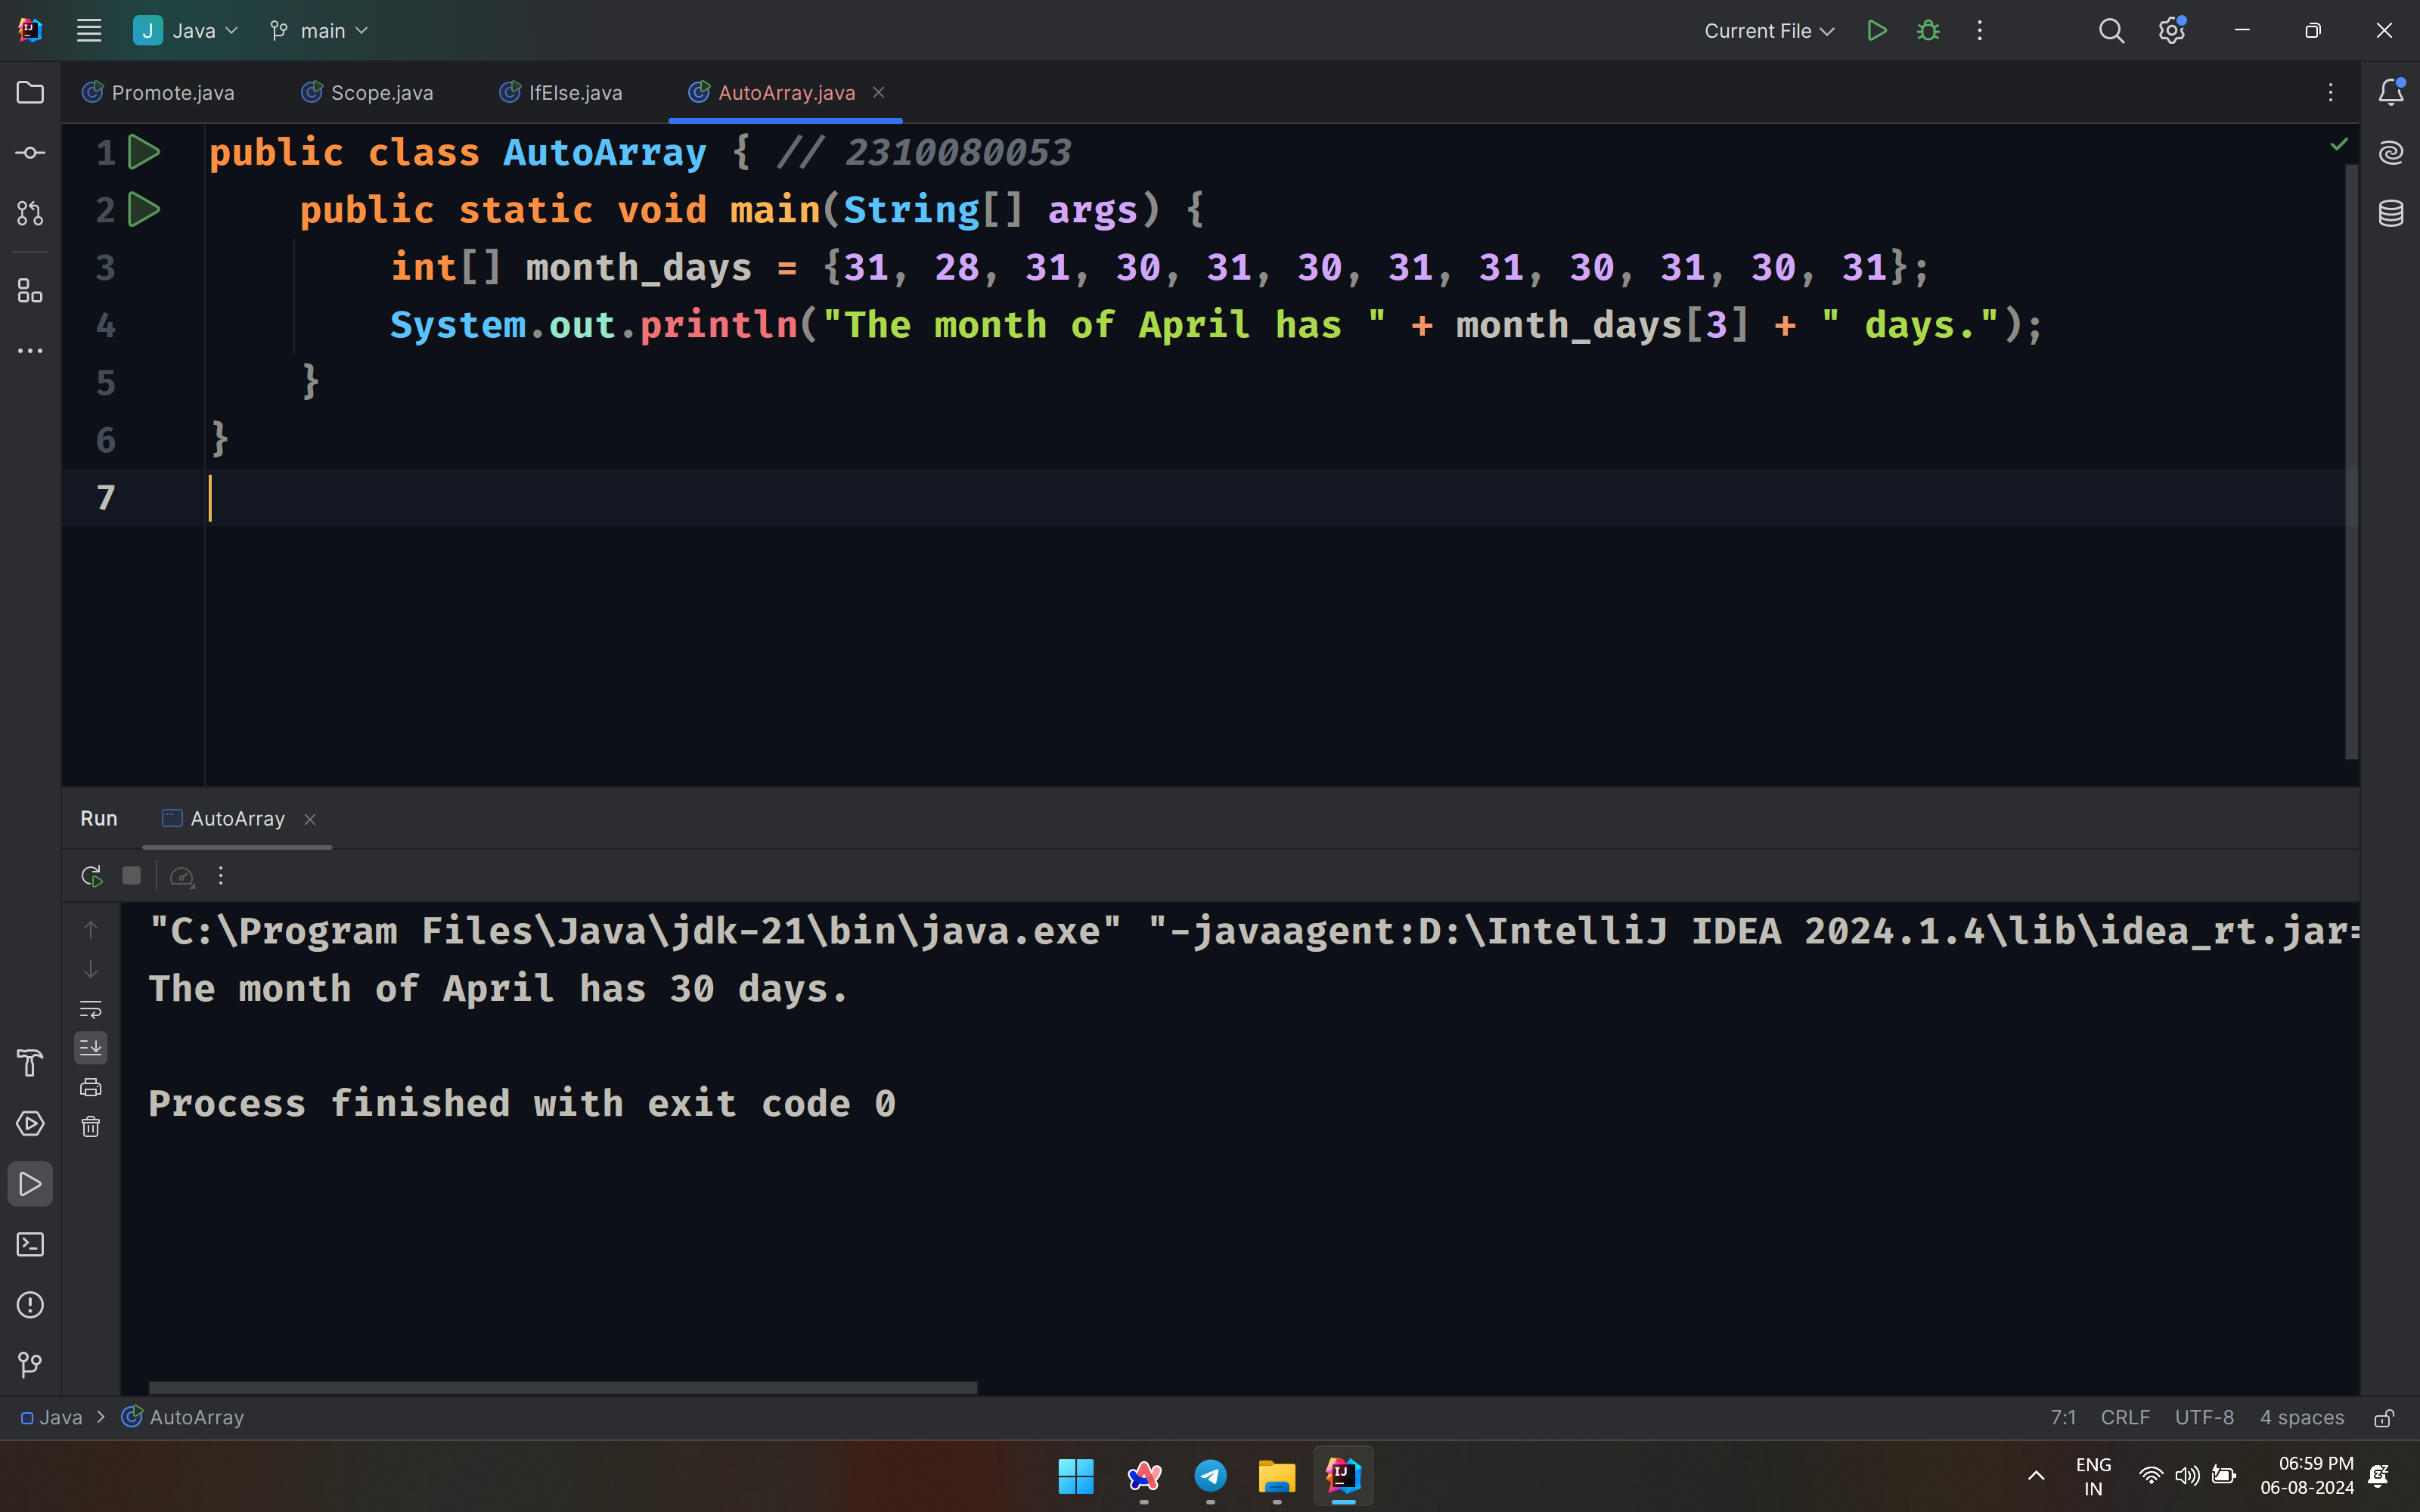 J Java main Current File
Promote.java Scope.java IfElse.java AutoArray.java
1 public class AutoArray { // 2310080053
2     public static void main(String[] args) {
3         int[] month_days = {31, 28, 31, 30, 31, 30, 31, 31, 30, 31, 30, 31};
4         System.out.println("The month of April has " + month_days[3] + " days.");
5     }
6 }
7
Run AutoArray
"C:\Program Files\Java\jdk-21\bin\java.exe" "-javaagent:D:\IntelliJ IDEA 2024.1.4\lib\idea_rt.jar=
The month of April has 30 days.
Process finished with exit code 0
Java > AutoArray 7:1 CRLF UTF-8 4 spaces
ENG 06:59 PM
IN 06-08-2024